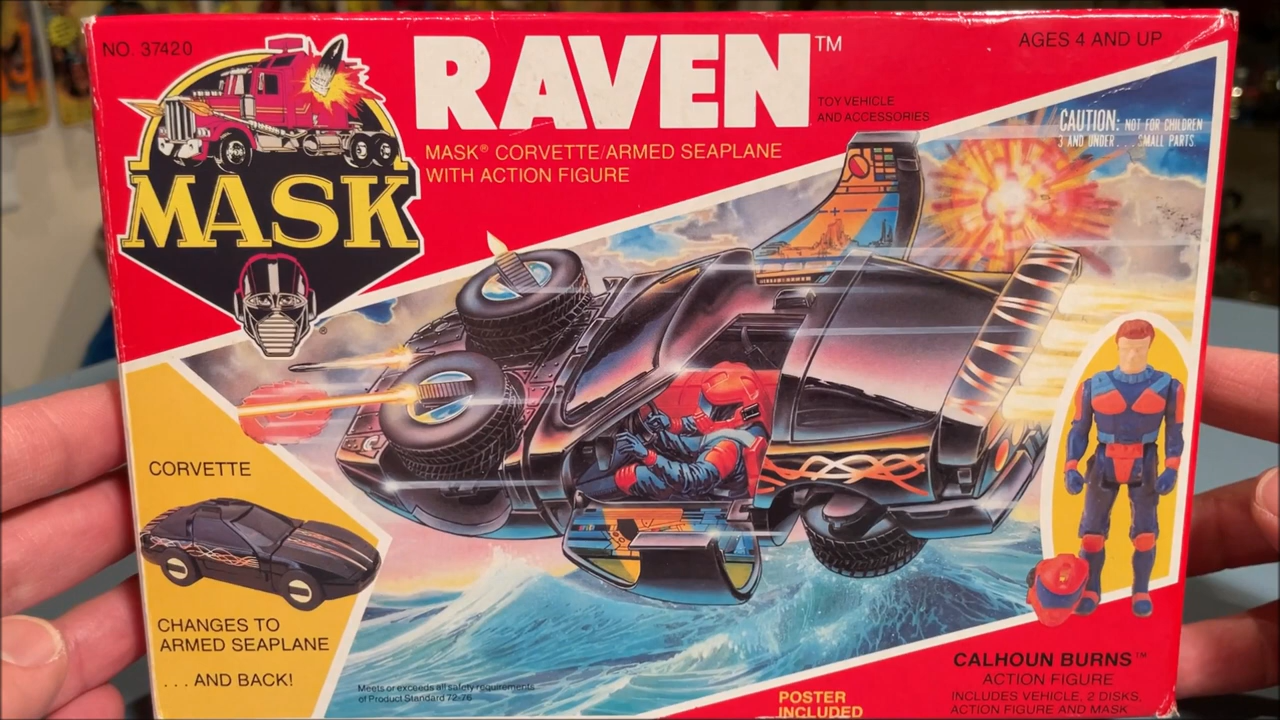 NO. 37420
RAVEN™
AGES 4 AND UP
TOY VEHICLE
AND ACCESSORIES
MASK® CORVETTE/ARMED SEAPLANE
WITH ACTION FIGURE
CAUTION: NOT FOR CHILDREN
3 AND UNDER . . . SMALL PARTS
MASK
®
CORVETTE
CHANGES TO
ARMED SEAPLANE
. . . AND BACK!
Meets or exceeds all safety requirements
of Product Standard 72-76
POSTER
INCLUDED
CALHOUN BURNS™
ACTION FIGURE
INCLUDES VEHICLE, 2 DISKS,
ACTION FIGURE AND MASK